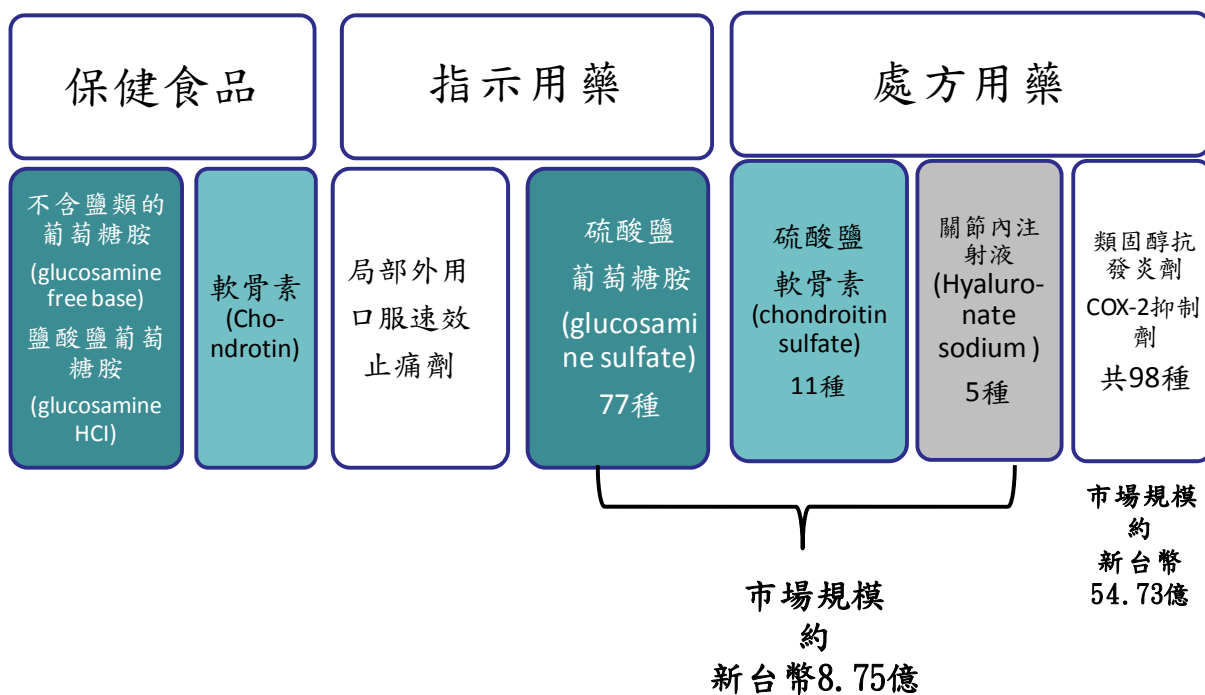 保健食品
指示用藥
處方用藥
不含鹽類的
葡萄糖胺
(glucosamine
free base)
鹽酸鹽葡萄
糖胺
(glucosamine
HCl)
軟骨素
(Cho-
ndrotin)
局部外用
口服速效
止痛劑
硫酸鹽
葡萄糖胺
(glucosami
ne sulfate)
77種
硫酸鹽
軟骨素
(chondroitin
sulfate)
11種
關節內注
射液
(Hyaluro-
nate
sodium )
5種
類固醇抗
發炎劑
COX-2抑制
劑
共98種
市場規模
約
新台幣8.75億
市場規模
約
新台幣
54.73億